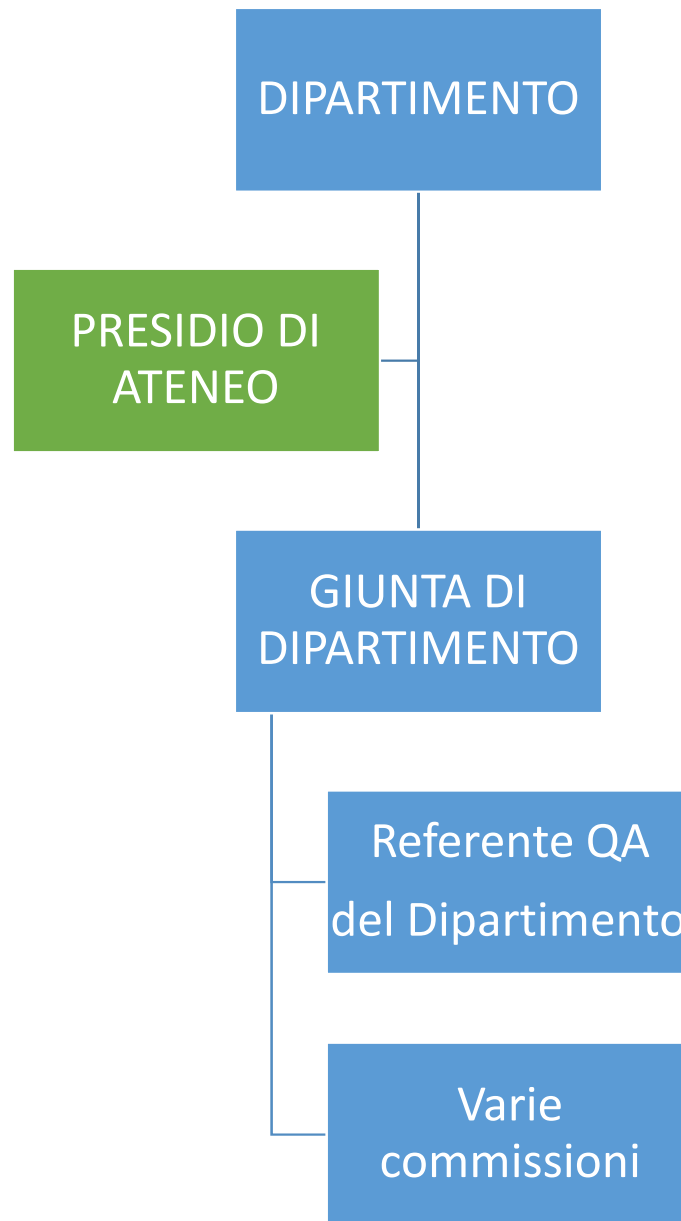 DIPARTIMENTO
PRESIDIO DI
ATENEO
GIUNTA DI
DIPARTIMENTO
Referente QA
del Dipartimento
Varie
commissioni